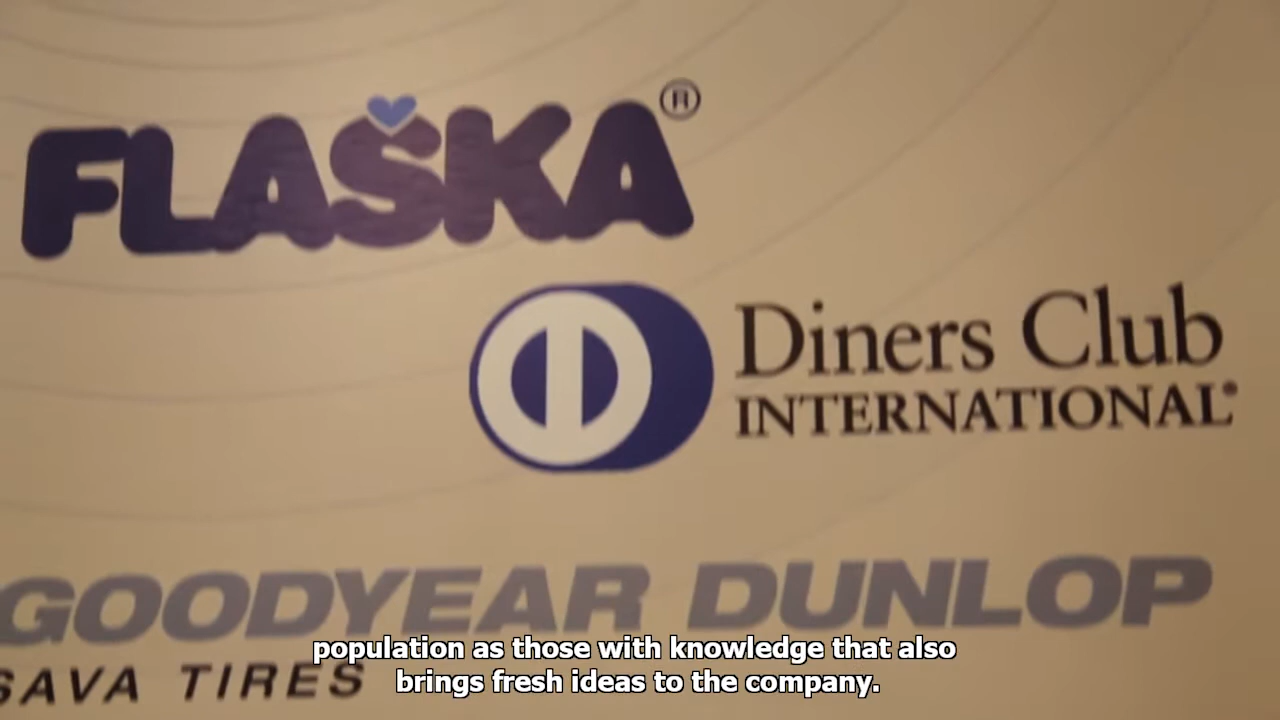 FLAŠKA®
Diners Club
INTERNATIONAL®
GOODYEAR DUNLOP
SAVA TIRES
population as those with knowledge that also
brings fresh ideas to the company.